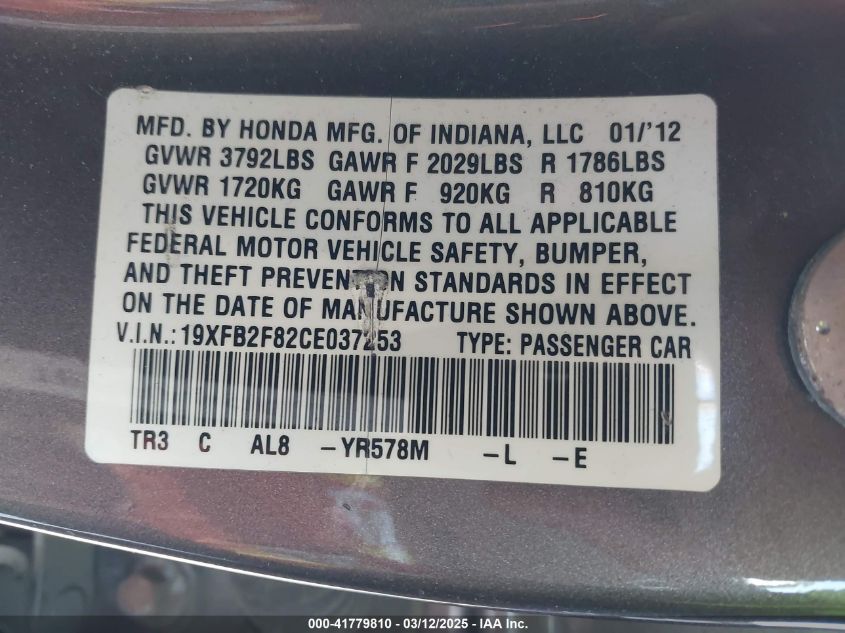 MFD. BY HONDA MFG. OF INDIANA, LLC 01/'12
GVWR 3792LBS GAWR F 2029LBS R 1786LBS
GVWR 1720KG GAWR F 920KG R 810KG
THIS VEHICLE CONFORMS TO ALL APPLICABLE
FEDERAL MOTOR VEHICLE SAFETY, BUMPER,
AND THEFT PREVENTION STANDARDS IN EFFECT
ON THE DATE OF MANUFACTURE SHOWN ABOVE.
V.I.N.: 19XFB2F82CE037253 TYPE: PASSENGER CAR
TR3 C AL8 -YR578M -L -E
000-41779810 - 03/12/2025 - IAA Inc.